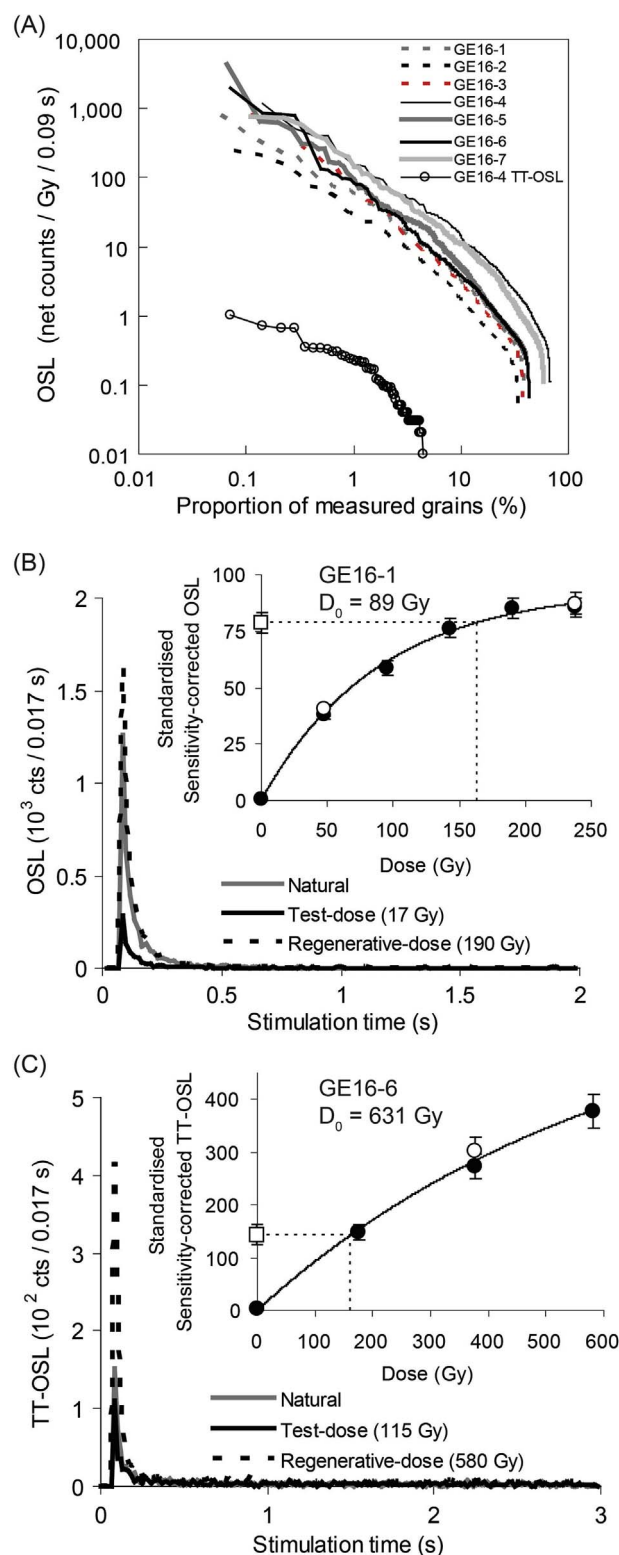 (A)
10,000
1,000
100
10
1
0.1
0.01
OSL (net counts / Gy / 0.09 s)
GE16-1
GE16-2
GE16-3
GE16-4
GE16-5
GE16-6
GE16-7
GE16-4 TT-OSL
0.01 0.1 1 10 100
Proportion of measured grains (%)
(B)
2
1.5
1
0.5
0
OSL (10³ cts / 0.017 s)
100
75
50
25
0
Standardised
Sensitivity-corrected OSL
GE16-1
D₀ = 89 Gy
0 50 100 150 200 250
Dose (Gy)
Natural
Test-dose (17 Gy)
Regenerative-dose (190 Gy)
0 0.5 1 1.5 2
Stimulation time (s)
(C)
5
4
3
2
1
0
TT-OSL (10² cts / 0.017 s)
400
300
200
100
0
Standardised
Sensitivity-corrected TT-OSL
GE16-6
D₀ = 631 Gy
0 100 200 300 400 500 600
Dose (Gy)
Natural
Test-dose (115 Gy)
Regenerative-dose (580 Gy)
0 1 2 3
Stimulation time (s)